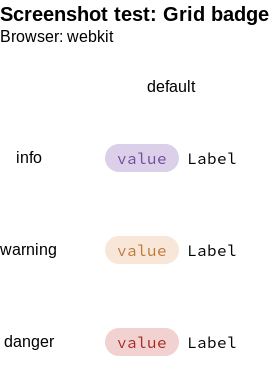 Screenshot test: Grid badge
Browser: webkit
default
info value Label
warning value Label
danger value Label